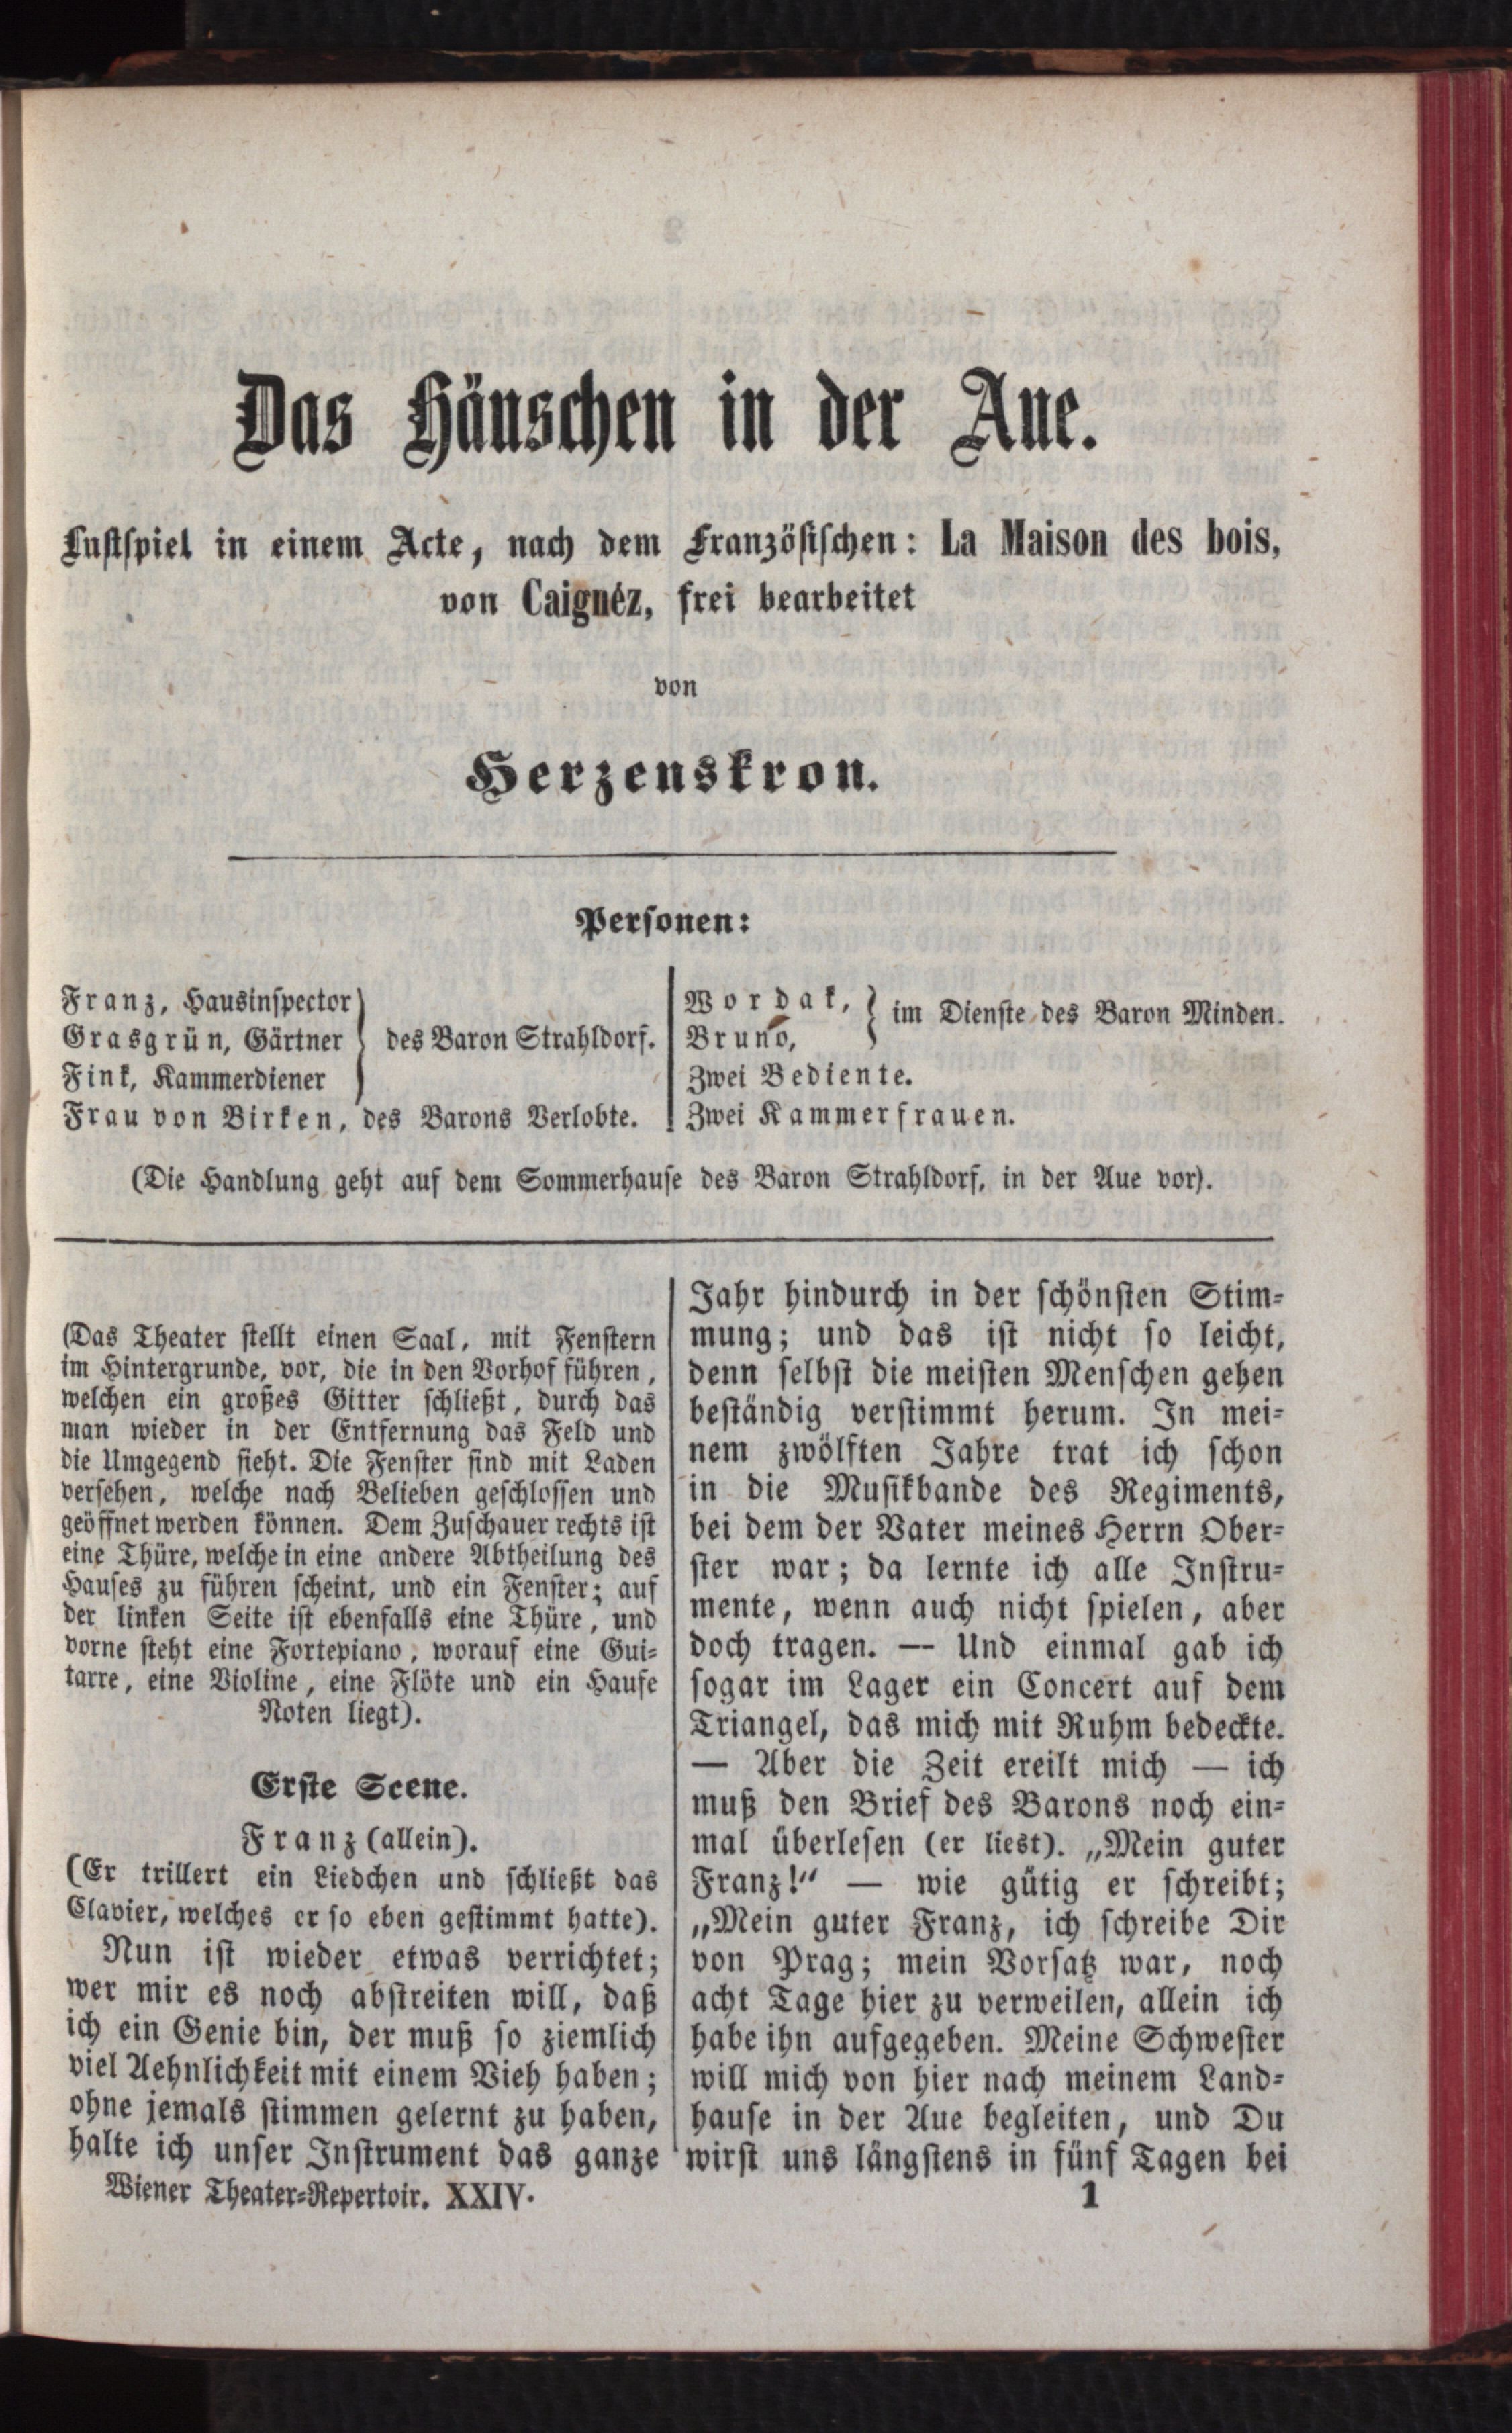 Das Häuschen in der Aue.
Lustspiel in einem Acte, nach dem Französischen: La Maison des bois,
von Caignéz, frei bearbeitet
von
Herzenskron.
Personen:
Franz, Hausinspector
Grasgrün, Gärtner
Fink, Kammerdiener
des Baron Strahldorf.
Frau von Birken, des Barons Verlobte.
Wordak,
Bruno,
im Dienste des Baron Minden.
Zwei Bediente.
Zwei Kammerfrauen.
(Die Handlung geht auf dem Sommerhause des Baron Strahldorf, in der Aue vor).
(Das Theater stellt einen Saal, mit Fenstern
im Hintergrunde, vor, die in den Vorhof führen,
welchen ein großes Gitter schließt, durch das
man wieder in der Entfernung das Feld und
die Umgegend sieht. Die Fenster sind mit Laden
versehen, welche nach Belieben geschlossen und
geöffnet werden können. Dem Zuschauer rechts ist
eine Thüre, welche in eine andere Abtheilung des
Hauses zu führen scheint, und ein Fenster; auf
der linken Seite ist ebenfalls eine Thüre, und
vorne steht eine Fortepiano, worauf eine Gui-
tarre, eine Violine, eine Flöte und ein Haufe
Noten liegt).
Erste Scene.
Franz (allein).
(Er trillert ein Liedchen und schließt das
Clavier, welches er so eben gestimmt hatte).
Nun ist wieder etwas verrichtet;
wer mir es noch abstreiten will, daß
ich ein Genie bin, der muß so ziemlich
viel Aehnlichkeit mit einem Vieh haben;
ohne jemals stimmen gelernt zu haben,
halte ich unser Instrument das ganze
Jahr hindurch in der schönsten Stim-
mung; und das ist nicht so leicht,
denn selbst die meisten Menschen gehen
beständig verstimmt herum. In mei-
nem zwölften Jahre trat ich schon
in die Musikbande des Regiments,
bei dem der Vater meines Herrn Ober-
ster war; da lernte ich alle Instru-
mente, wenn auch nicht spielen, aber
doch tragen. — Und einmal gab ich
sogar im Lager ein Concert auf dem
Triangel, das mich mit Ruhm bedeckte.
— Aber die Zeit ereilt mich — ich
muß den Brief des Barons noch ein-
mal überlesen (er liest). „Mein guter
Franz!“ — wie gütig er schreibt;
„Mein guter Franz, ich schreibe Dir
von Prag; mein Vorsatz war, noch
acht Tage hier zu verweilen, allein ich
habe ihn aufgegeben. Meine Schwester
will mich von hier nach meinem Land-
hause in der Aue begleiten, und Du
wirst uns längstens in fünf Tagen bei
Wiener Theater-Repertoir. XXIV.
1